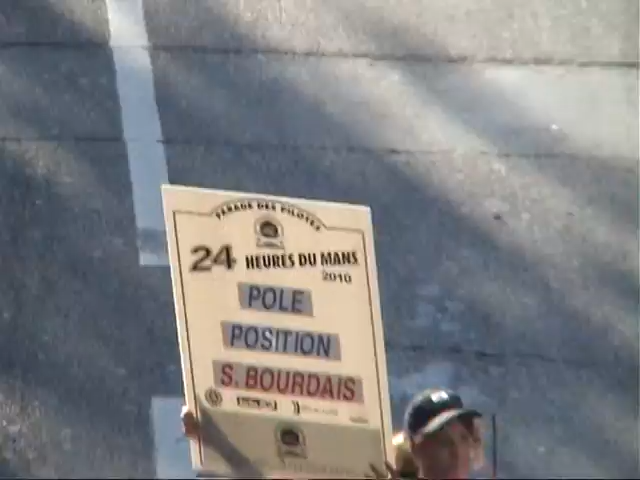 PARADE DES PILOTES
24 HEURES DU MANS
2010
POLE
POSITION
S. BOURDAIS